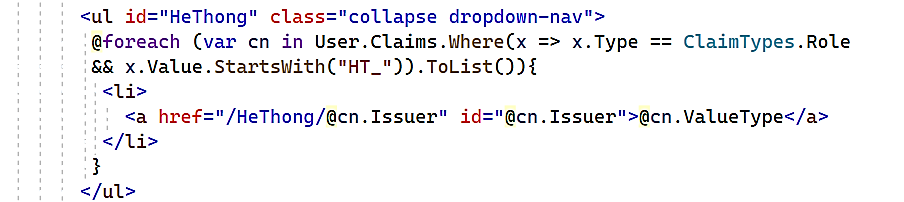 <ul id="HeThong" class="collapse dropdown-nav">
@foreach (var cn in User.Claims.Where(x => x.Type == ClaimTypes.Role
&& x.Value.StartsWith("HT_")).ToList()){
<li>
<a href="/HeThong/@cn.Issuer" id="@cn.Issuer">@cn.ValueType</a>
</li>
}
</ul>